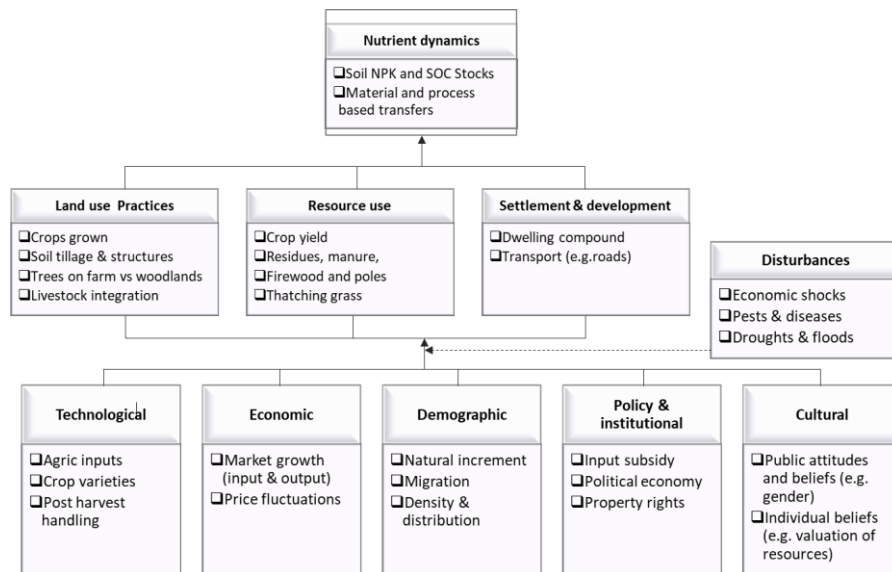 Nutrient dynamics
❑Soil NPK and SOC Stocks
❑Material and process
based transfers
Land use Practices
❑Crops grown
❑Soil tillage & structures
❑Trees on farm vs woodlands
❑Livestock integration
Resource use
❑Crop yield
❑Residues, manure,
❑Firewood and poles
❑Thatching grass
Settlement & development
❑Dwelling compound
❑Transport (e.g.roads)
Disturbances
❑Economic shocks
❑Pests & diseases
❑Droughts & floods
Technological
❑Agric inputs
❑Crop varieties
❑Post harvest
handling
Economic
❑Market growth
(input & output)
❑Price fluctuations
Demographic
❑Natural increment
❑Migration
❑Density &
distribution
Policy &
institutional
❑Input subsidy
❑Political economy
❑Property rights
Cultural
❑Public attitudes
and beliefs (e.g.
gender)
❑Individual beliefs
(e.g. valuation of
resources)